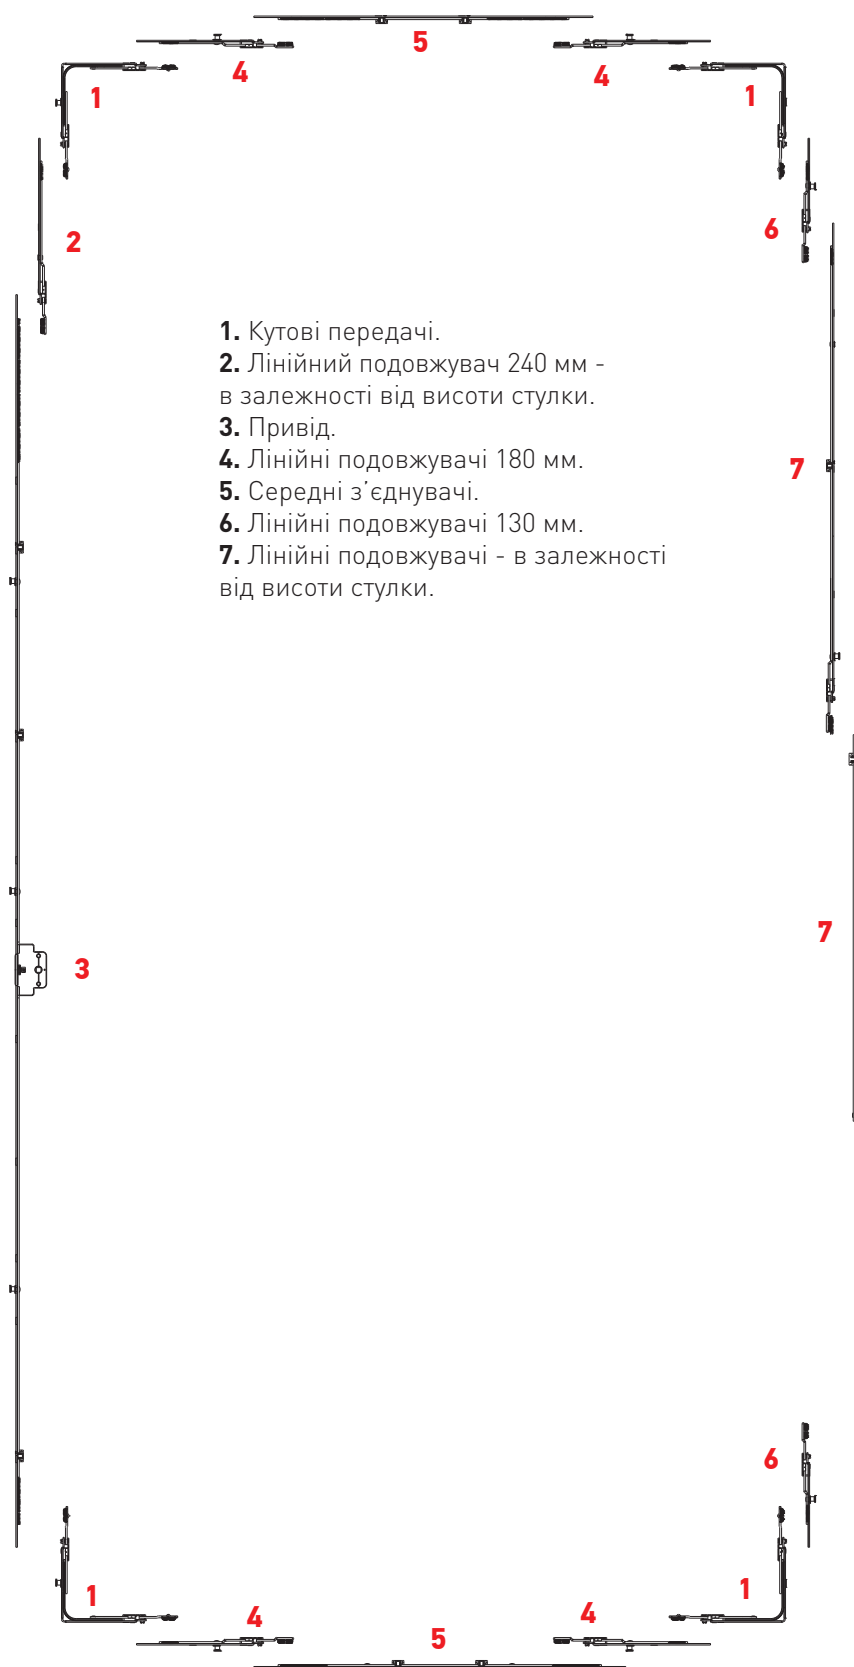 5
4
4
1
1
6
2
1. Кутові передачі.
2. Лінійний подовжувач 240 мм -
в залежності від висоти стулки.
3. Привід.
4. Лінійні подовжувачі 180 мм.
5. Середні з’єднувачі.
6. Лінійні подовжувачі 130 мм.
7. Лінійні подовжувачі - в залежності
від висоти стулки.
7
7
3
6
1
1
4
4
5